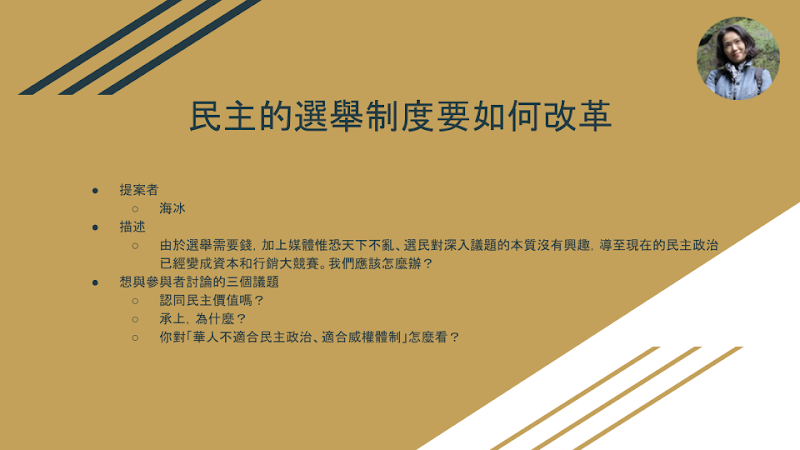 民主的選舉制度要如何改革
● 提案者
○ 海冰
● 描述
○ 由於選舉需要錢，加上媒體惟恐天下不亂、選民對深入議題的本質沒有興趣，導至現在的民主政治
已經變成資本和行銷大競賽。我們應該怎麼辦？
● 想與參與者討論的三個議題
○ 認同民主價值嗎？
○ 承上，為什麼？
○ 你對「華人不適合民主政治、適合威權體制」怎麼看？